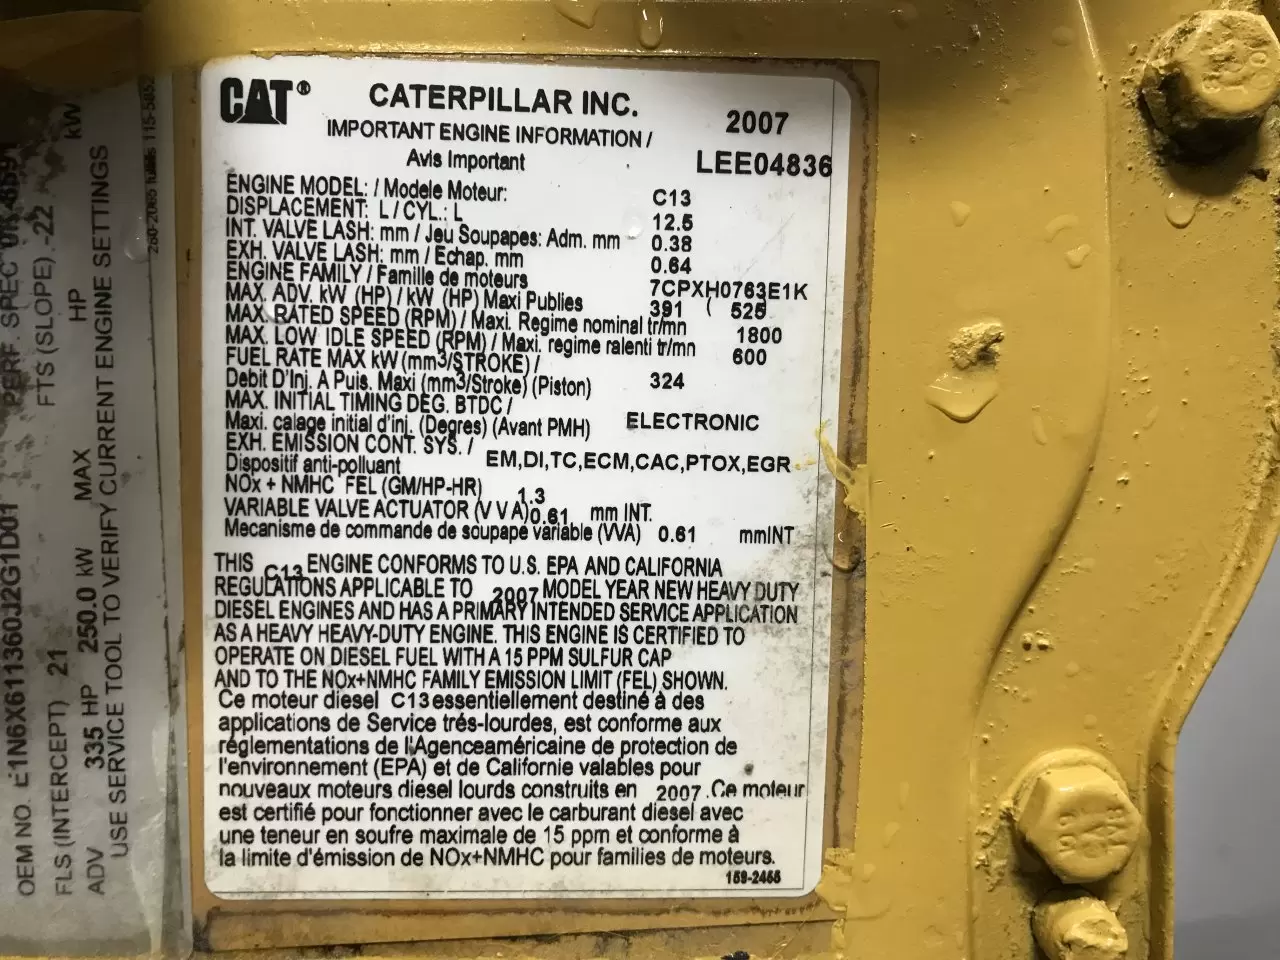 CAT®
CATERPILLAR INC.
IMPORTANT ENGINE INFORMATION /
Avis Important
2007
LEE04836
ENGINE MODEL: / Modele Moteur: C13
DISPLACEMENT: L / CYL.: L 12.5
INT. VALVE LASH: mm / Jeu Soupapes: Adm. mm 0.38
EXH. VALVE LASH: mm / Echap. mm 0.64
ENGINE FAMILY / Famille de moteurs 7CPXH0763E1K
MAX. ADV. kW (HP) / kW (HP) Maxi Publies 391 ( 525
MAX. RATED SPEED (RPM) / Maxi. Regime nominal tr/mn 1800
MAX. LOW IDLE SPEED (RPM) / Maxi. regime ralenti tr/mn 600
FUEL RATE MAX kW (mm3/STROKE) /
Debit D'Inj. A Puis. Maxi (mm3/Stroke) (Piston) 324
MAX. INITIAL TIMING DEG. BTDC /
Maxi. calage initial d'inj. (Degres) (Avant PMH) ELECTRONIC
EXH. EMISSION CONT. SYS. /
Dispositif anti-polluant EM,DI,TC,ECM,CAC,PTOX,EGR
NOx + NMHC FEL (GM/HP-HR) 1.3
VARIABLE VALVE ACTUATOR (V V A) 0.61 mm INT.
Mecanisme de commande de soupape variable (VVA) 0.61 mmINT
THIS C13 ENGINE CONFORMS TO U.S. EPA AND CALIFORNIA
REGULATIONS APPLICABLE TO 2007 MODEL YEAR NEW HEAVY DUTY
DIESEL ENGINES AND HAS A PRIMARY INTENDED SERVICE APPLICATION
AS A HEAVY HEAVY-DUTY ENGINE. THIS ENGINE IS CERTIFIED TO
OPERATE ON DIESEL FUEL WITH A 15 PPM SULFUR CAP
AND TO THE NOx+NMHC FAMILY EMISSION LIMIT (FEL) SHOWN.
Ce moteur diesel C13 essentiellement destiné à des
applications de Service trés-lourdes, est conforme aux
réglementations de l'Agenceaméricaine de protection de
l'environnement (EPA) et de Californie valables pour
nouveaux moteurs diesel lourds construits en 2007 .Ce moteur
est certifié pour fonctionner avec le carburant diesel avec
une teneur en soufre maximale de 15 ppm et conforme à
la limite d'émission de NOx+NMHC pour families de moteurs.
159-2465
OEM NO. E1N6X611360J2G11D01 PERF. SPEC
FLS (INTERCEPT) 21 FTS (SLOPE) -22
ADV 335 HP 250.0 kW MAX HP kW
USE SERVICE TOOL TO VERIFY CURRENT ENGINE SETTINGS